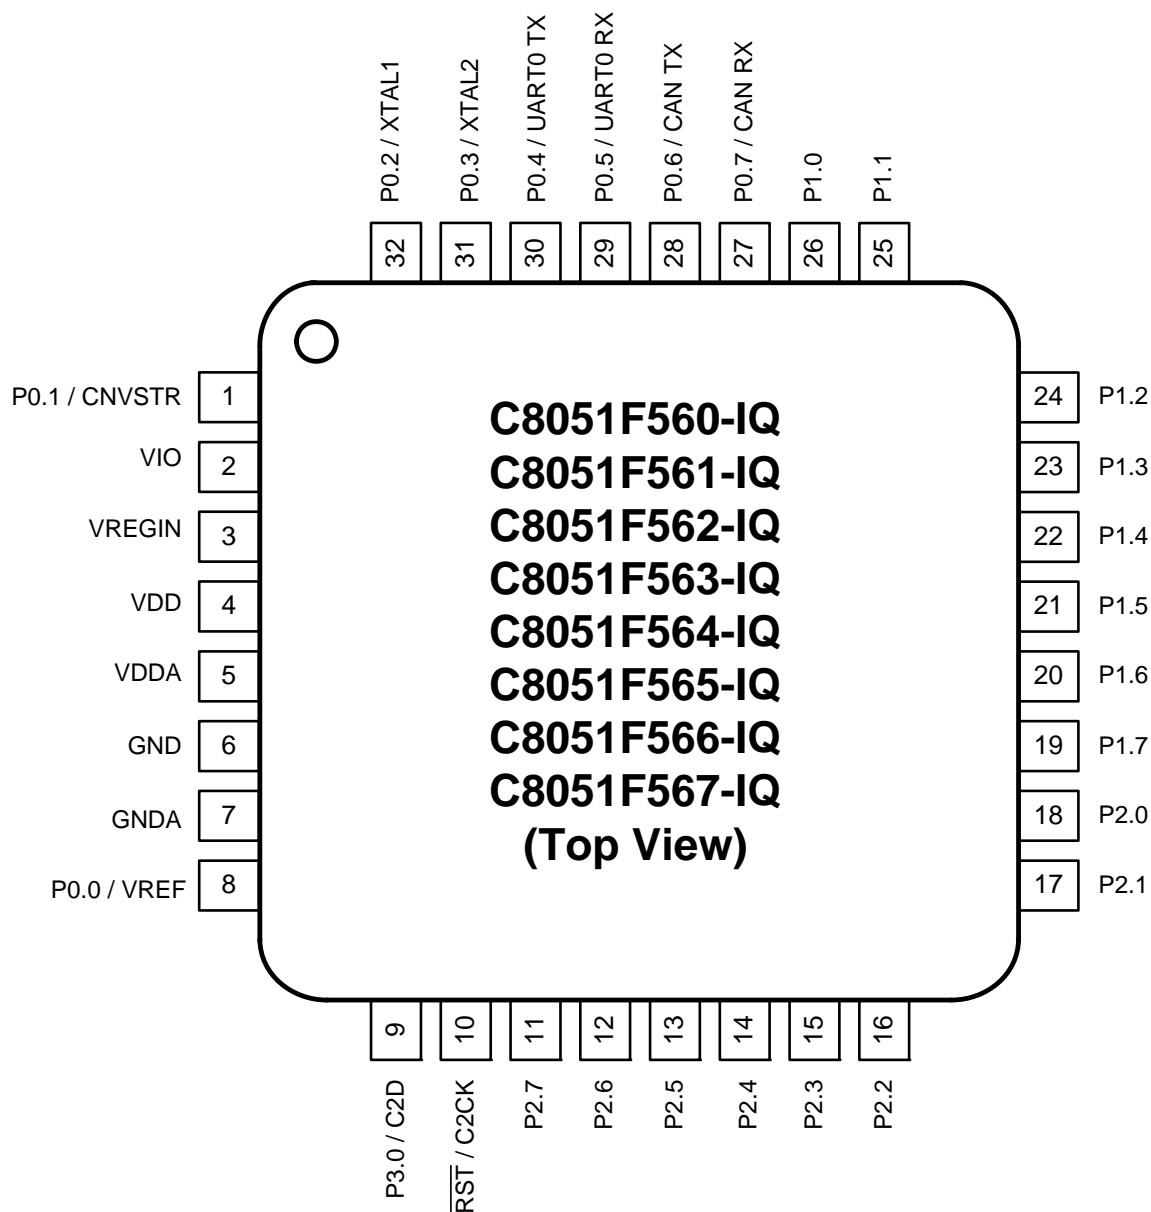 P0.2 / XTAL1
P0.3 / XTAL2
P0.4 / UART0 TX
P0.5 / UART0 RX
P0.6 / CAN TX
P0.7 / CAN RX
P1.0
P1.1
32
31
30
29
28
27
26
25
P0.1 / CNVSTR 1
VIO 2
VREGIN 3
VDD 4
VDDA 5
GND 6
GNDA 7
P0.0 / VREF 8
C8051F560-IQ
C8051F561-IQ
C8051F562-IQ
C8051F563-IQ
C8051F564-IQ
C8051F565-IQ
C8051F566-IQ
C8051F567-IQ
(Top View)
24 P1.2
23 P1.3
22 P1.4
21 P1.5
20 P1.6
19 P1.7
18 P2.0
17 P2.1
9
10
11
12
13
14
15
16
P3.0 / C2D
RST / C2CK
P2.7
P2.6
P2.5
P2.4
P2.3
P2.2